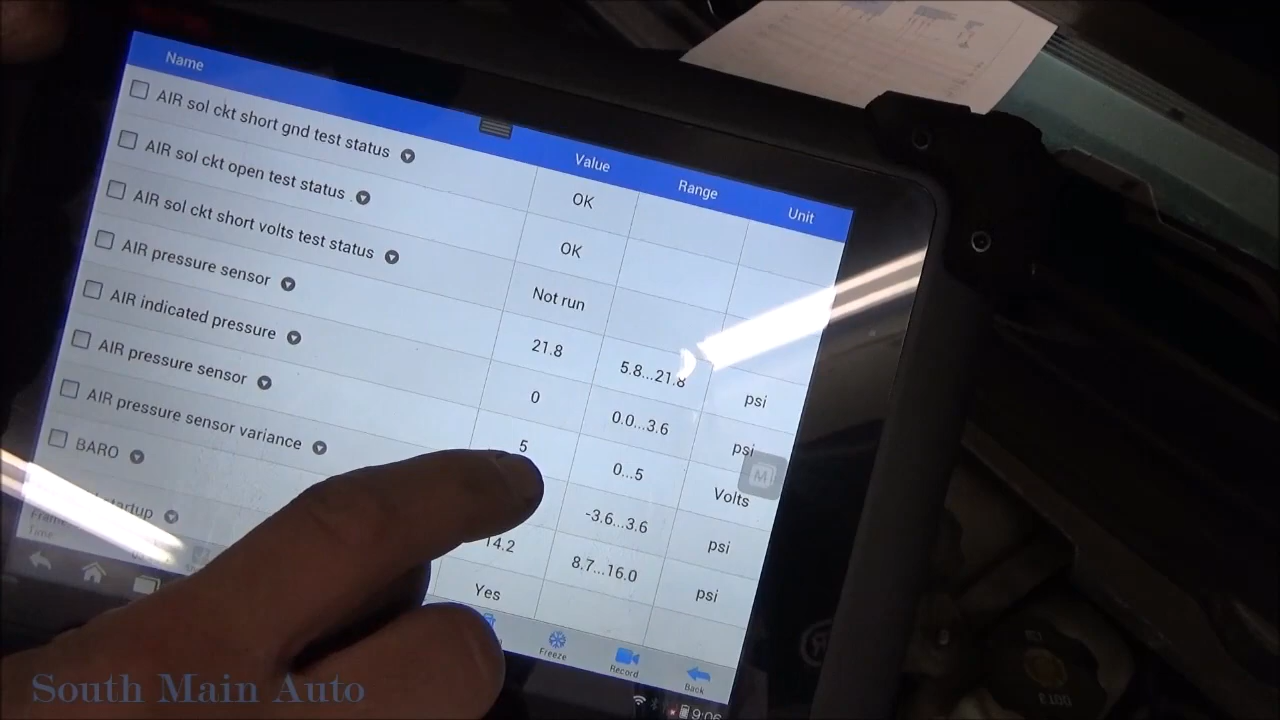 Name Value Range Unit
AIR sol ckt short gnd test status OK
AIR sol ckt open test status OK
AIR sol ckt short volts test status Not run
AIR pressure sensor 21.8 5.8...21.8 psi
AIR indicated pressure 0 0.0...3.6 psi
AIR pressure sensor 5 0...5 Volts
AIR pressure sensor variance -3.6...3.6 psi
BARO 14.2 8.7...16.0 psi
startup Yes
Frame
Time
Freeze
Record
Back
M
9:06
South Main Auto